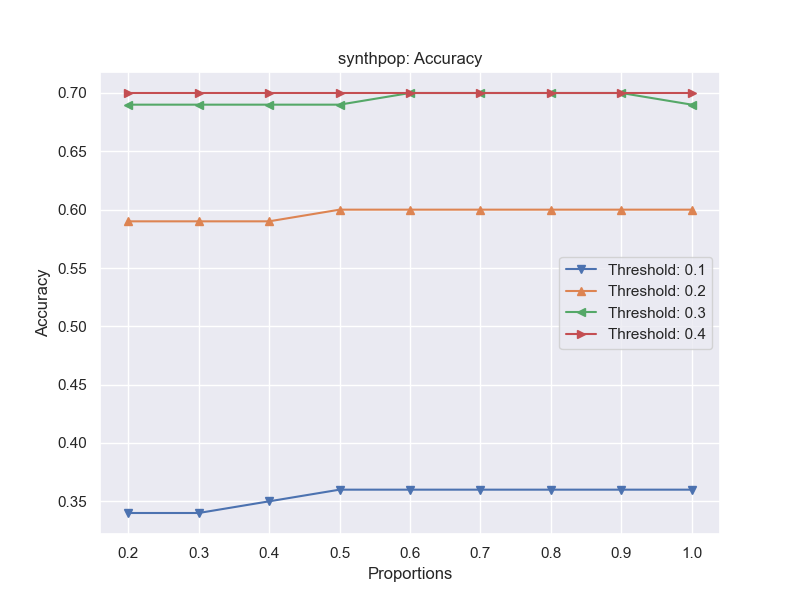 synthpop: Accuracy
Accuracy
0.70
0.65
0.60
0.55
0.50
0.45
0.40
0.35
Threshold: 0.1
Threshold: 0.2
Threshold: 0.3
Threshold: 0.4
0.2 0.3 0.4 0.5 0.6 0.7 0.8 0.9 1.0
Proportions